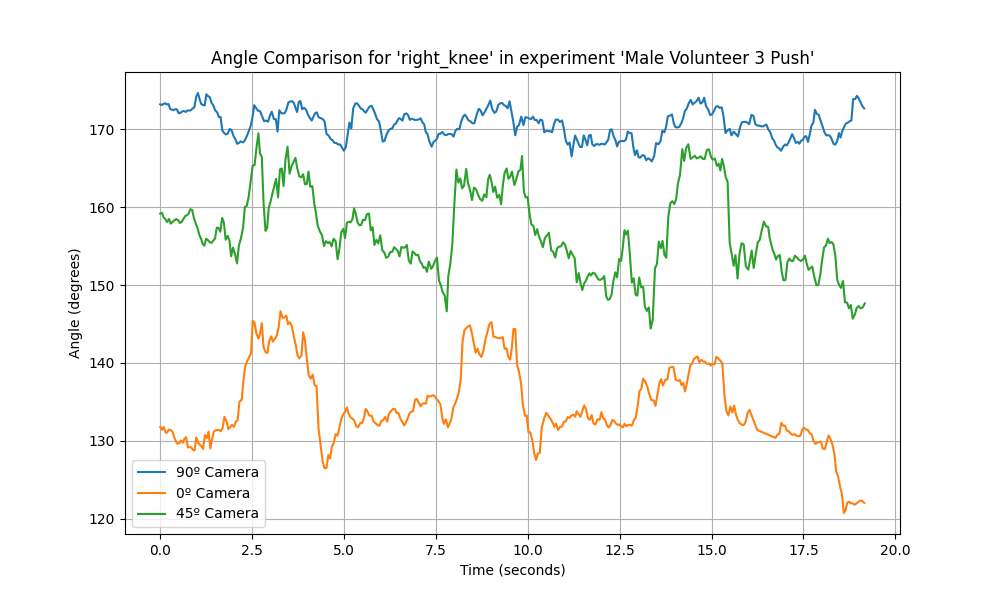 Angle Comparison for 'right_knee' in experiment 'Male Volunteer 3 Push'
Angle (degrees)
170
160
150
140
130
120
90º Camera
0º Camera
45º Camera
0.0 2.5 5.0 7.5 10.0 12.5 15.0 17.5 20.0
Time (seconds)